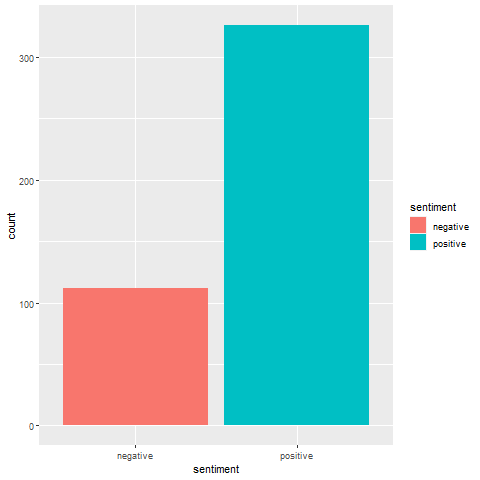 300
200
100
0
count
negative
positive
sentiment
sentiment
negative
positive